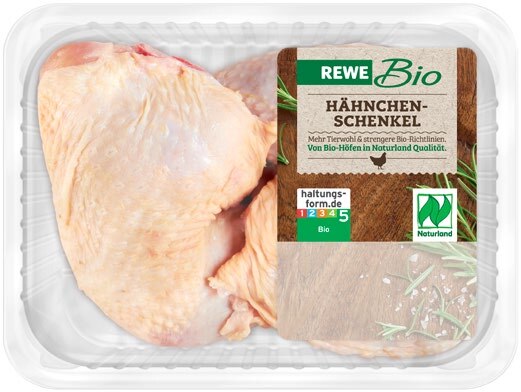 REWE Bio
HÄHNCHEN-
SCHENKEL
Mehr Tierwohl & strengere Bio-Richtlinien.
Von Bio-Höfen in Naturland Qualität.
haltungs-
form.de
1 2 3 4 5
Bio
Naturland